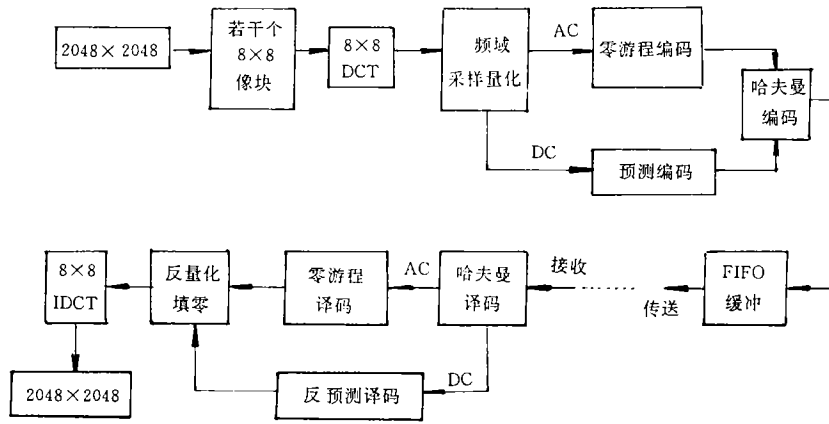 2048×2048
若干个
8×8
像块
8×8
DCT
频域
采样量化
AC
零游程编码
哈夫曼
编码
DC
预测编码
8×8
IDCT
反量化
填零
零游程
译码
AC
哈夫曼
译码
接收
传送
FIFO
缓冲
DC
反预测译码
2048×2048